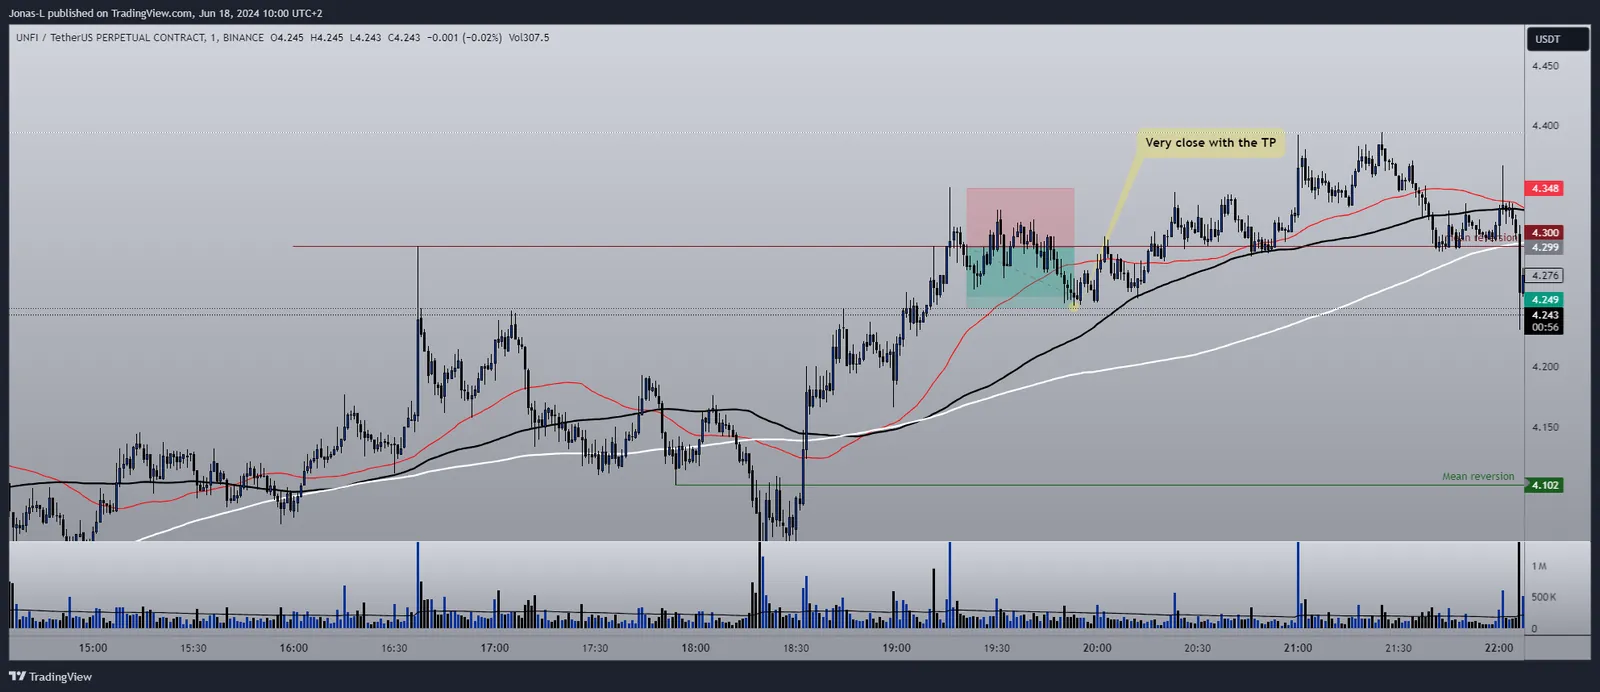 Jonas-L published on TradingView.com, Jun 18, 2024 10:00 UTC+2
UNFI / TetherUS PERPETUAL CONTRACT, 1, BINANCE O4.245 H4.245 L4.243 C4.243 −0.001 (−0.02%) Vol307.5
USDT
4.450
4.400
Very close with the TP
4.348
4.300
Mean reversion
4.299
4.276
4.249
4.243
00:56
4.200
4.150
Mean reversion
4.102
1 M
500 K
0
15:00 15:30 16:00 16:30 17:00 17:30 18:00 18:30 19:00 19:30 20:00 20:30 21:00 21:30 22:00
TradingView